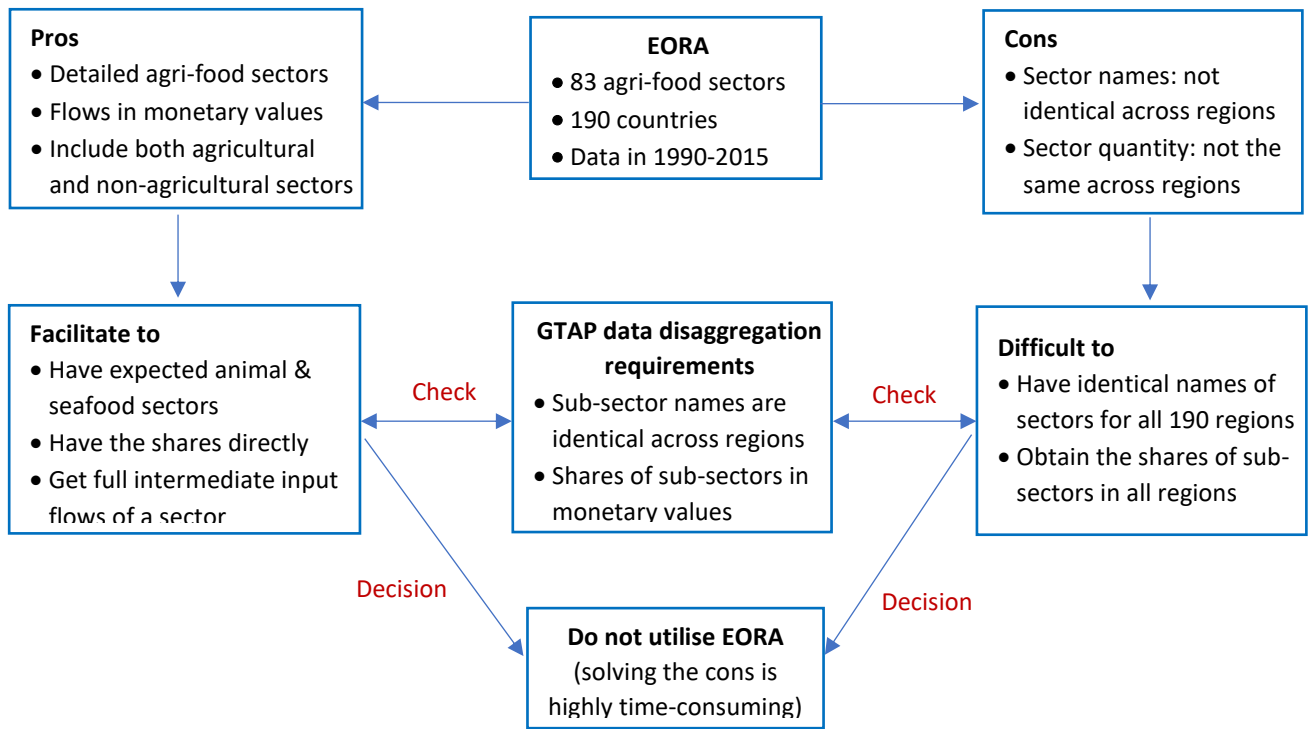 Pros
• Detailed agri-food sectors
• Flows in monetary values
• Include both agricultural
and non-agricultural sectors
EORA
• 83 agri-food sectors
• 190 countries
• Data in 1990-2015
Cons
• Sector names: not
identical across regions
• Sector quantity: not the
same across regions
Facilitate to
• Have expected animal &
seafood sectors
• Have the shares directly
• Get full intermediate input
flows of a sector
Check
GTAP data disaggregation
requirements
• Sub-sector names are
identical across regions
• Shares of sub-sectors in
monetary values
Check
Difficult to
• Have identical names of
sectors for all 190 regions
• Obtain the shares of sub-
sectors in all regions
Decision
Decision
Do not utilise EORA
(solving the cons is
highly time-consuming)